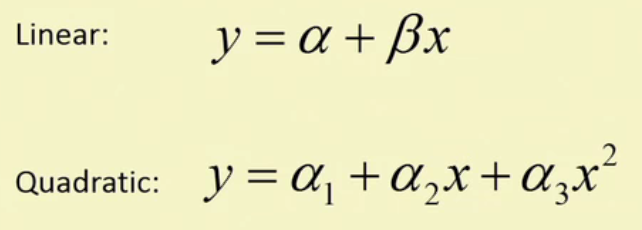 Linear: y = α + βx
Quadratic: y = α₁ + α₂x + α₃x²